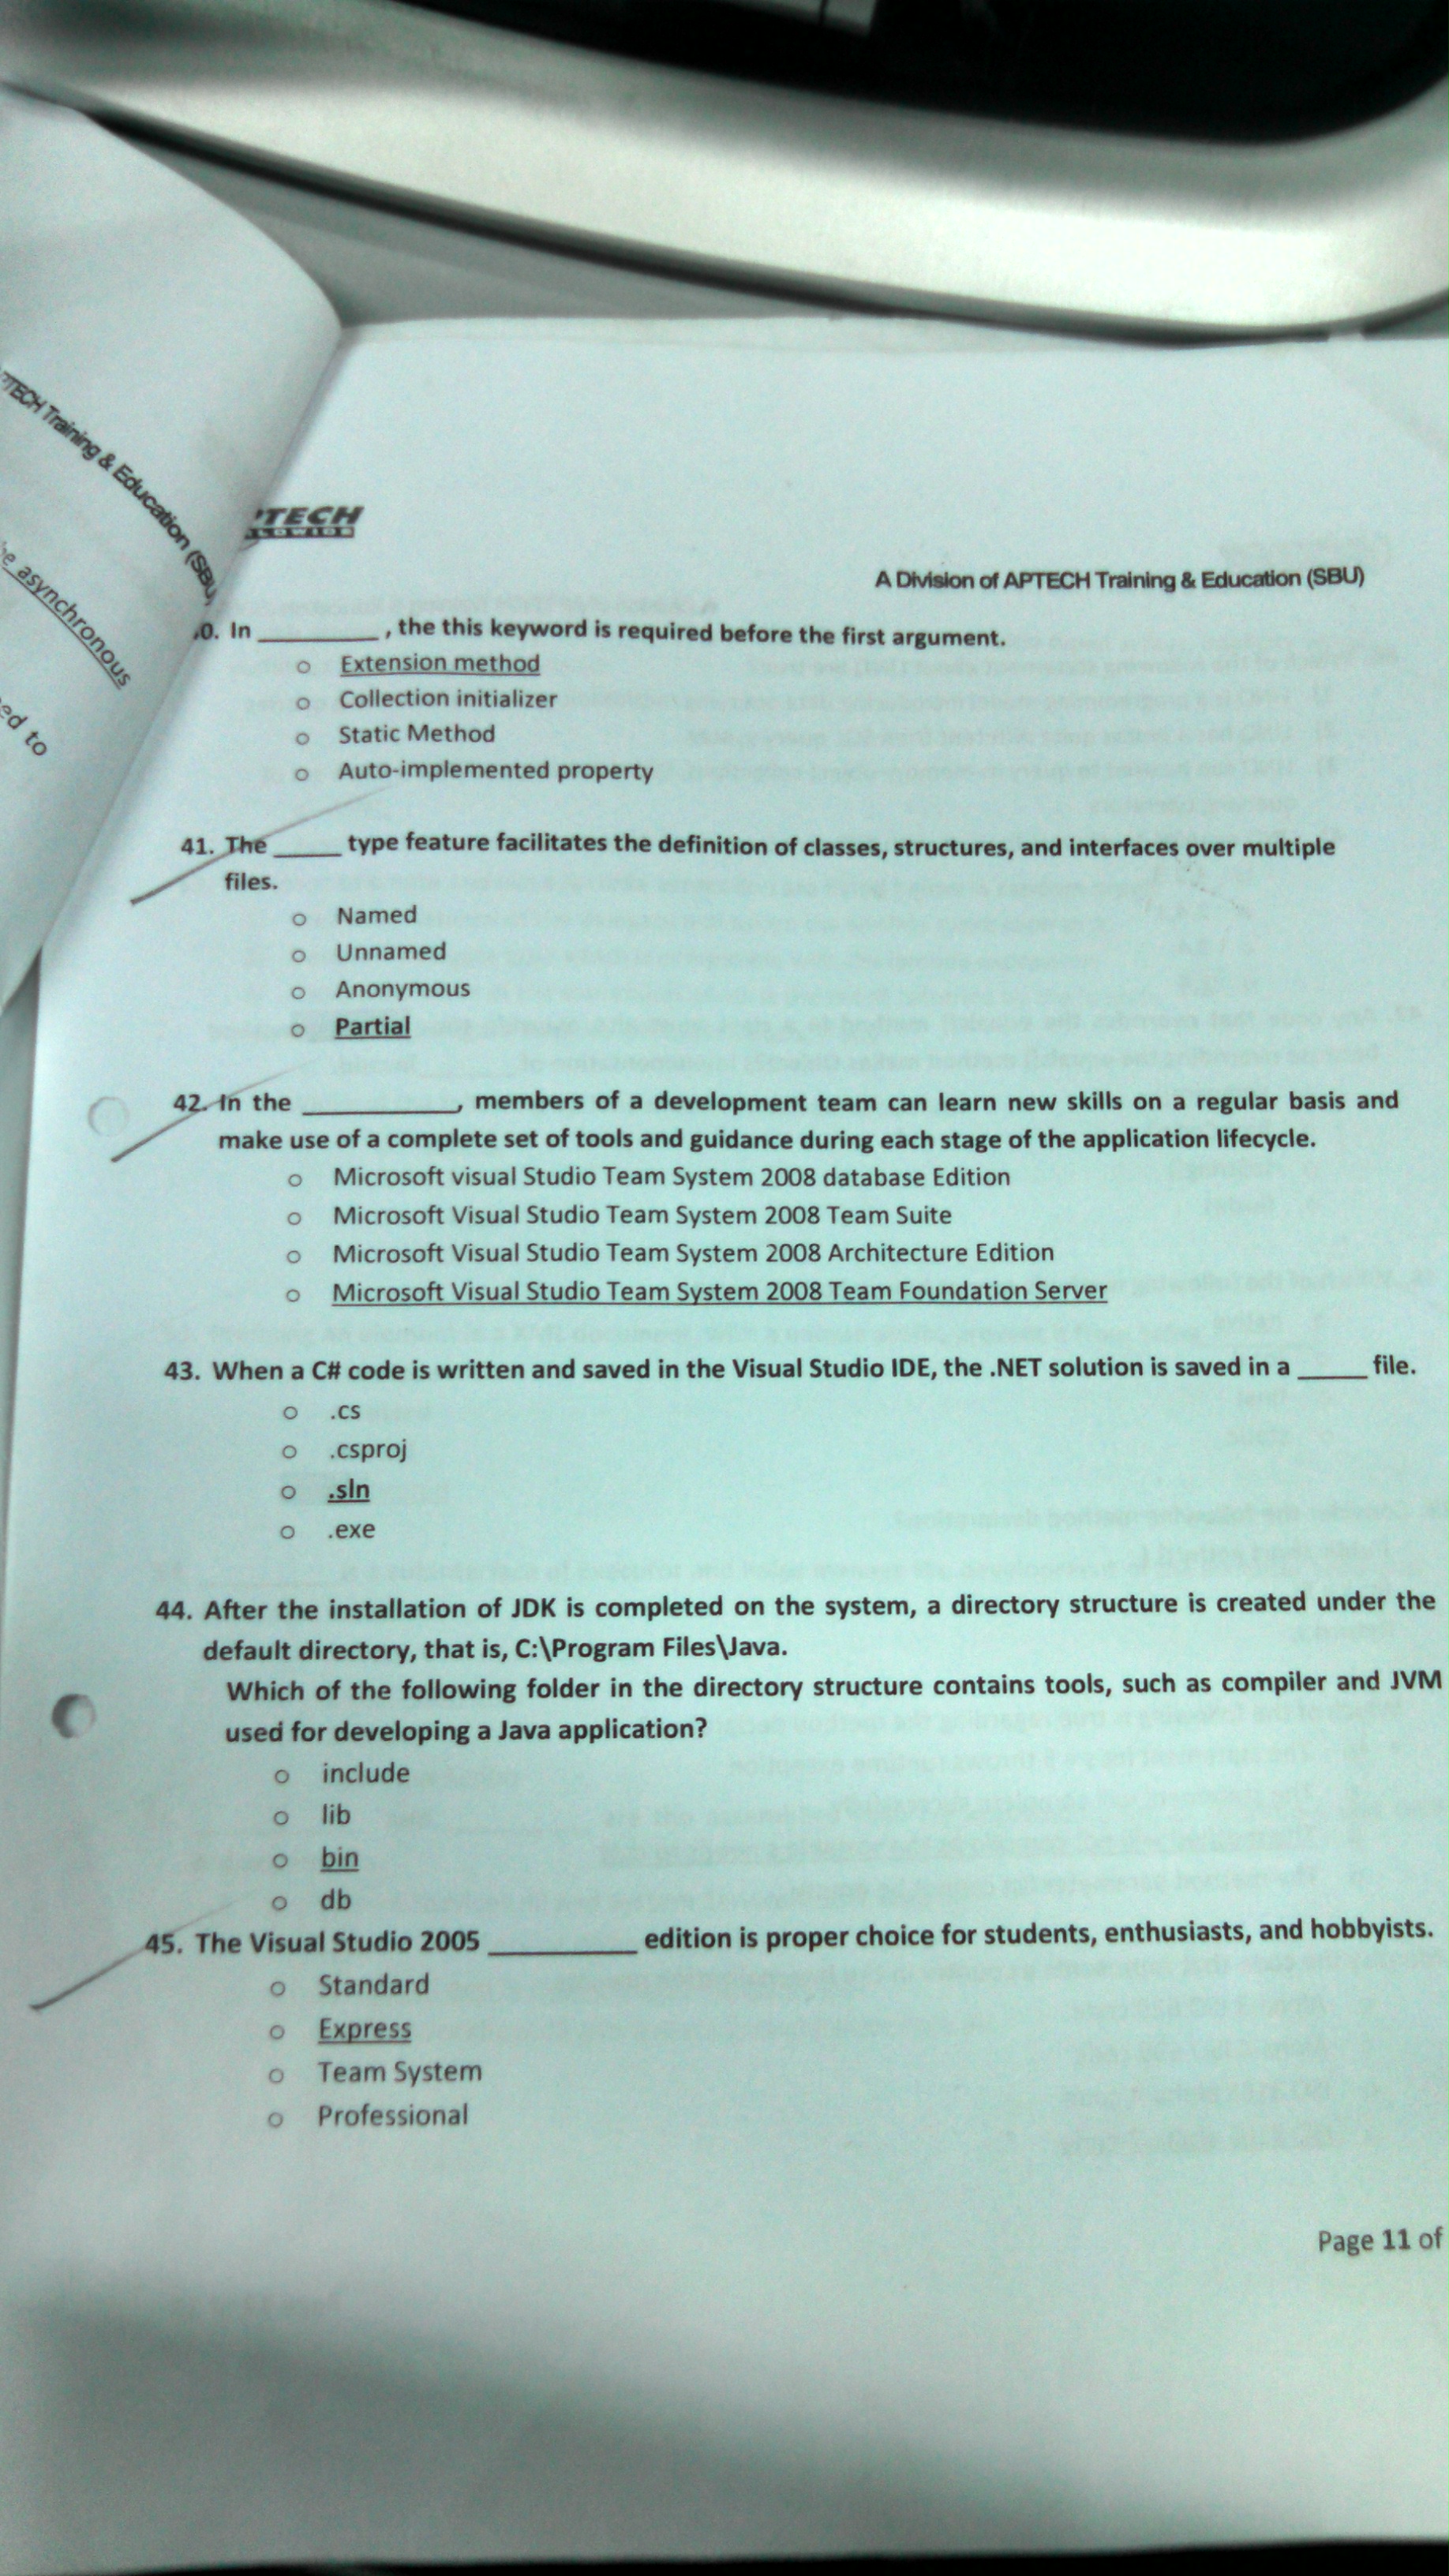 PTECH Training & Education (SBU)
he asynchronous
ed to
PTECH
A Division of APTECH Training & Education (SBU)
0. In __________, the this keyword is required before the first argument.
o Extension method
o Collection initializer
o Static Method
o Auto-implemented property
41. The _____ type feature facilitates the definition of classes, structures, and interfaces over multiple
files.
o Named
o Unnamed
o Anonymous
o Partial
42. In the ___________, members of a development team can learn new skills on a regular basis and
make use of a complete set of tools and guidance during each stage of the application lifecycle.
o Microsoft visual Studio Team System 2008 database Edition
o Microsoft Visual Studio Team System 2008 Team Suite
o Microsoft Visual Studio Team System 2008 Architecture Edition
o Microsoft Visual Studio Team System 2008 Team Foundation Server
43. When a C# code is written and saved in the Visual Studio IDE, the .NET solution is saved in a _____ file.
o .cs
o .csproj
o .sln
o .exe
44. After the installation of JDK is completed on the system, a directory structure is created under the
default directory, that is, C:\Program Files\Java.
Which of the following folder in the directory structure contains tools, such as compiler and JVM
used for developing a Java application?
o include
o lib
o bin
o db
45. The Visual Studio 2005 __________ edition is proper choice for students, enthusiasts, and hobbyists.
o Standard
o Express
o Team System
o Professional
Page 11 of